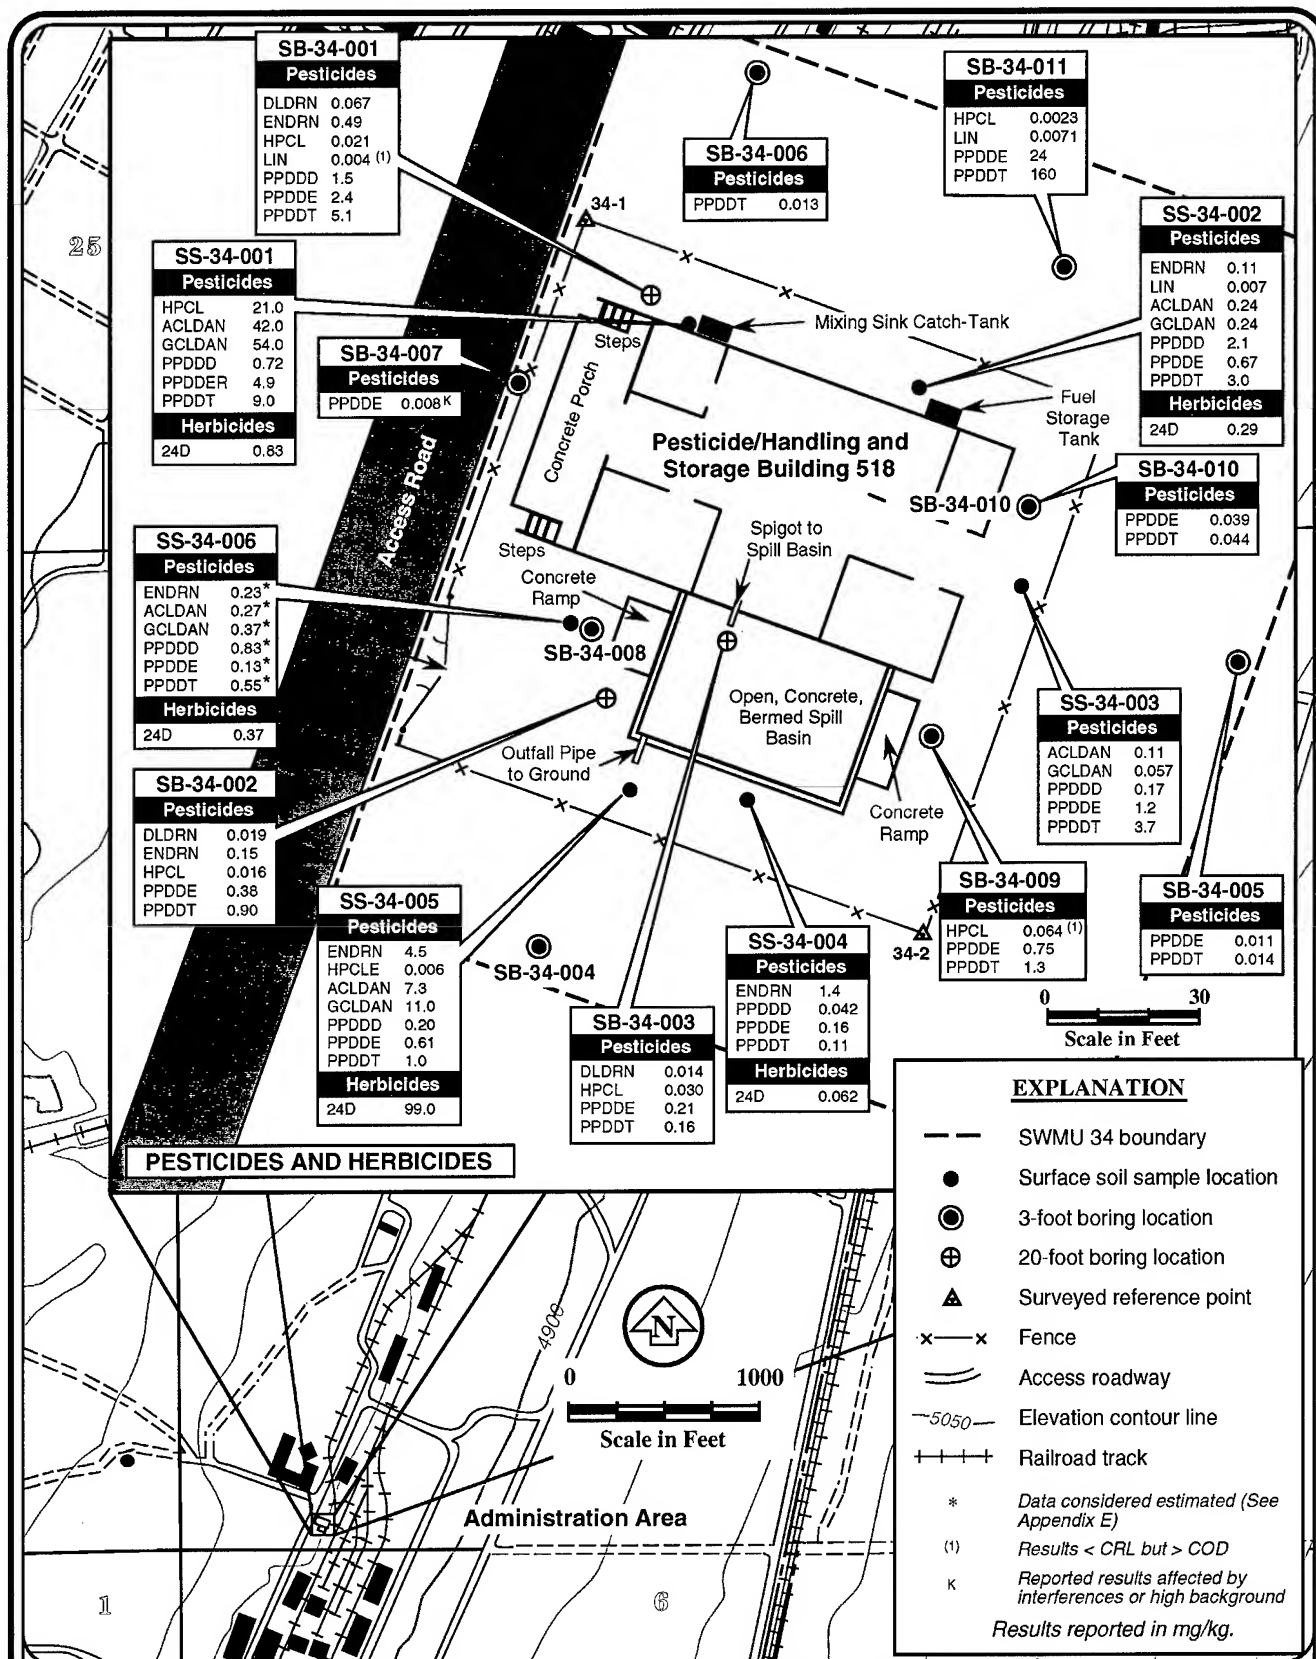 SB-34-001
Pesticides
DLDRN 0.067
ENDRN 0.49
HPCL 0.021
LIN 0.004 (1)
PPDDD 1.5
PPDDE 2.4
PPDDT 5.1
SB-34-006
Pesticides
PPDDT 0.013
SB-34-011
Pesticides
HPCL 0.0023
LIN 0.0071
PPDDE 24
PPDDT 160
SS-34-002
Pesticides
ENDRN 0.11
LIN 0.007
ACLDAN 0.24
GCLDAN 0.24
PPDDD 2.1
PPDDE 0.67
PPDDT 3.0
Herbicides
24D 0.29
25
34-1
SS-34-001
Pesticides
HPCL 21.0
ACLDAN 42.0
GCLDAN 54.0
PPDDD 0.72
PPDDER 4.9
PPDDT 9.0
Herbicides
24D 0.83
SB-34-007
Pesticides
PPDDE 0.008 K
Steps
Mixing Sink Catch-Tank
Concrete Porch
Access Road
Fuel
Storage
Tank
Pesticide/Handling and
Storage Building 518
SB-34-010
SB-34-010
Pesticides
PPDDE 0.039
PPDDT 0.044
Steps
Spigot to
Spill Basin
Concrete
Ramp
SS-34-006
Pesticides
ENDRN 0.23*
ACLDAN 0.27*
GCLDAN 0.37*
PPDDD 0.83*
PPDDE 0.13*
PPDDT 0.55*
Herbicides
24D 0.37
SB-34-008
Open, Concrete,
Bermed Spill
Basin
SS-34-003
Pesticides
ACLDAN 0.11
GCLDAN 0.057
PPDDD 0.17
PPDDE 1.2
PPDDT 3.7
Outfall Pipe
to Ground
Concrete
Ramp
SB-34-002
Pesticides
DLDRN 0.019
ENDRN 0.15
HPCL 0.016
PPDDE 0.38
PPDDT 0.90
SS-34-005
Pesticides
ENDRN 4.5
HPCLE 0.006
ACLDAN 7.3
GCLDAN 11.0
PPDDD 0.20
PPDDE 0.61
PPDDT 1.0
Herbicides
24D 99.0
SB-34-004
SB-34-003
Pesticides
DLDRN 0.014
HPCL 0.030
PPDDE 0.21
PPDDT 0.16
SS-34-004
Pesticides
ENDRN 1.4
PPDDD 0.042
PPDDE 0.16
PPDDT 0.11
Herbicides
24D 0.062
34-2
SB-34-009
Pesticides
HPCL 0.064 (1)
PPDDE 0.75
PPDDT 1.3
SB-34-005
Pesticides
PPDDE 0.011
PPDDT 0.014
0 30
Scale in Feet
PESTICIDES AND HERBICIDES
EXPLANATION
SWMU 34 boundary
Surface soil sample location
3-foot boring location
20-foot boring location
Surveyed reference point
Fence
Access roadway
5050 Elevation contour line
Railroad track
* Data considered estimated (See
Appendix E)
(1) Results < CRL but > COD
K Reported results affected by
interferences or high background
Results reported in mg/kg.
4900
N
0 1000
Scale in Feet
Administration Area
1
6